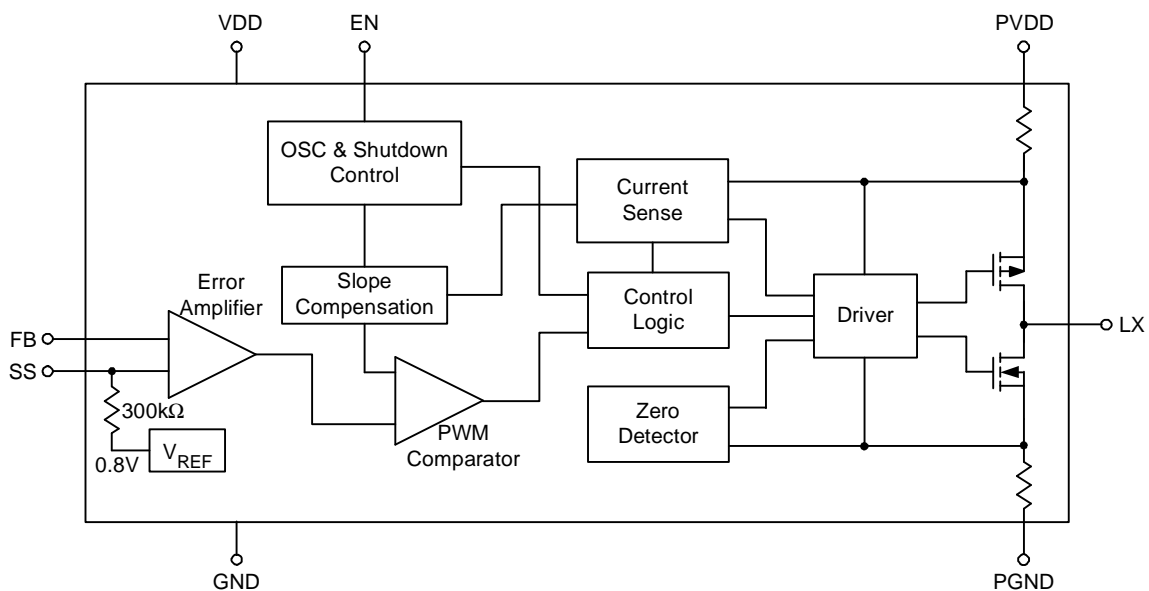 VDD
EN
PVDD
OSC & Shutdown
Control
Current
Sense
Error
Amplifier
Slope
Compensation
Control
Logic
Driver
FB
LX
SS
300kΩ
Zero
Detector
PWM
Comparator
0.8V
VREF
GND
PGND